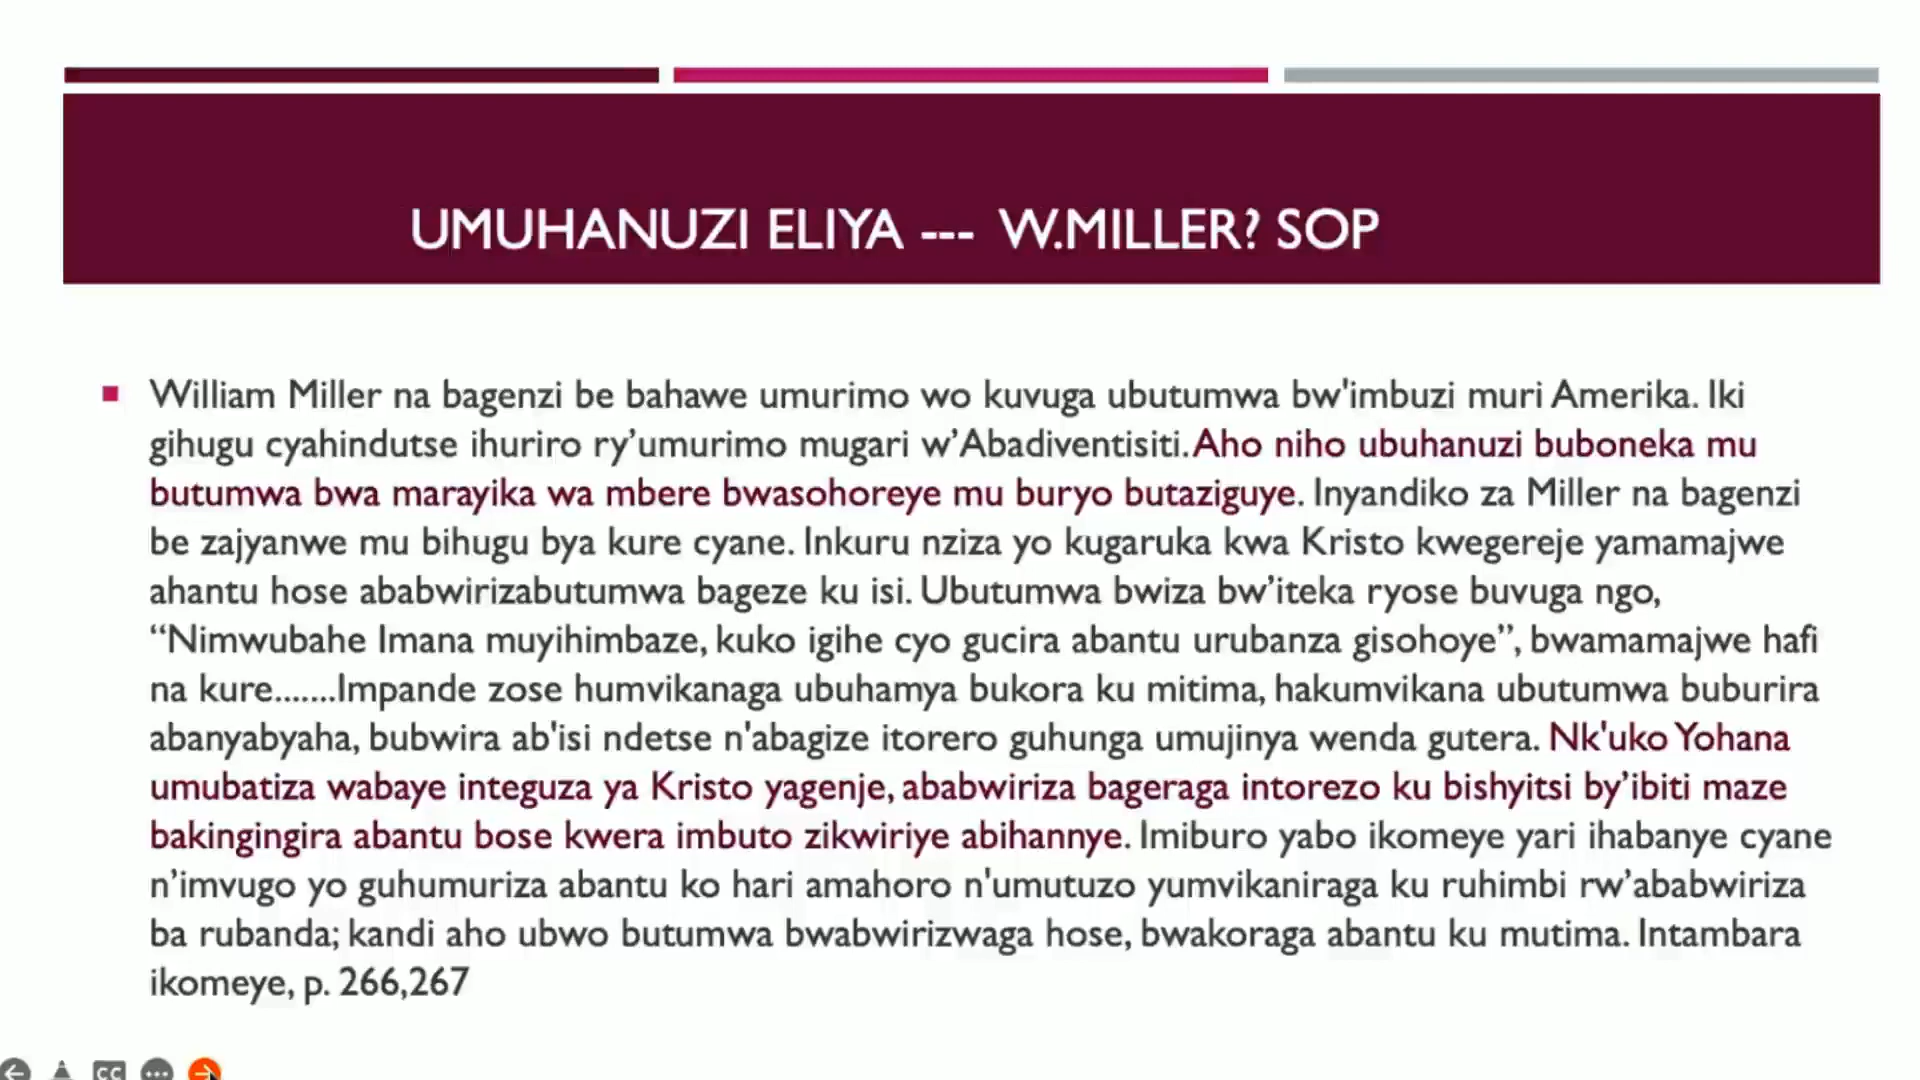 UMUHANUZI ELIYA --- W.MILLER? SOP
William Miller na bagenzi be bahawe umurimo wo kuvuga ubutumwa bw'imbuzi muri Amerika. Iki
gihugu cyahindutse ihuriro ry’umurimo mugari w’Abadiventisiti. Aho niho ubuhanuzi buboneka mu
butumwa bwa marayika wa mbere bwasohoreye mu buryo butaziguye. Inyandiko za Miller na bagenzi
be zajyanwe mu bihugu bya kure cyane. Inkuru nziza yo kugaruka kwa Kristo kwegereje yamamajwe
ahantu hose ababwirizabutumwa bageze ku isi. Ubutumwa bwiza bw’iteka ryose buvuga ngo,
“Nimwubahe Imana muyihimbaze, kuko igihe cyo gucira abantu urubanza gisohoye”, bwamamajwe hafi
na kure.......Impande zose humvikanaga ubuhamya bukora ku mitima, hakumvikana ubutumwa buburira
abanyabyaha, bubwira ab'isi ndetse n'abagize itorero guhunga umujinya wenda gutera. Nk'uko Yohana
umubatiza wabaye integuza ya Kristo yagenje, ababwiriza bageraga intorezo ku bishyitsi by’ibiti maze
bakingingira abantu bose kwera imbuto zikwiriye abihannye. Imiburo yabo ikomeye yari ihabanye cyane
n’imvugo yo guhumuriza abantu ko hari amahoro n'umutuzo yumvikaniraga ku ruhimbi rw’ababwiriza
ba rubanda; kandi aho ubwo butumwa bwabwirizwaga hose, bwakoraga abantu ku mutima. Intambara
ikomeye, p. 266,267
CC